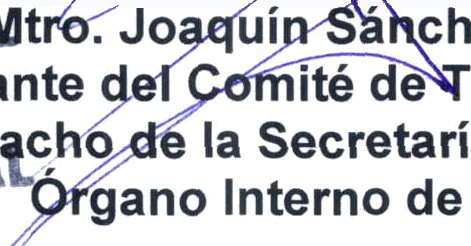 Mtro. Joaquín Sánch
ante del Comité de T
acho de la Secretarí
Órgano Interno de